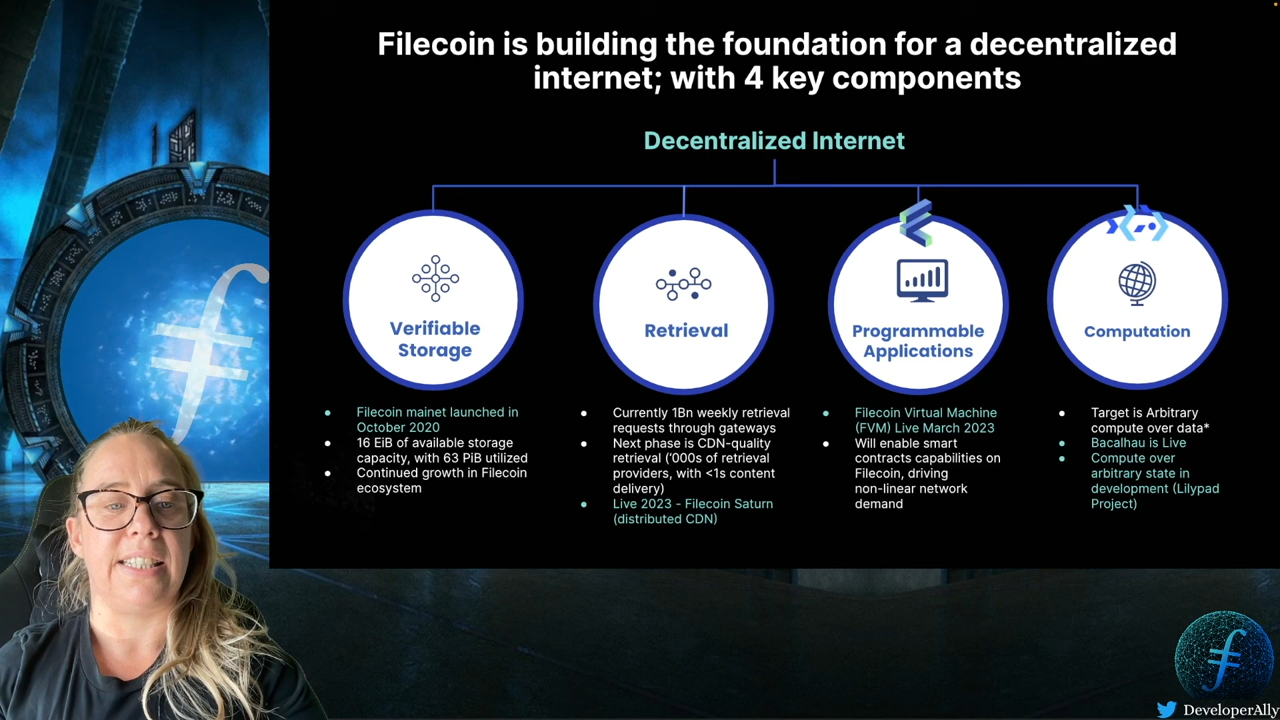 Filecoin is building the foundation for a decentralized
internet; with 4 key components
Decentralized Internet
Verifiable
Storage
Retrieval
Programmable
Applications
Computation
● Filecoin mainet launched in
October 2020
● 16 EiB of available storage
capacity, with 63 PiB utilized
● Continued growth in Filecoin
ecosystem
● Currently 1Bn weekly retrieval
requests through gateways
● Next phase is CDN-quality
retrieval (‘000s of retrieval
providers, with <1s content
delivery)
● Live 2023 - Filecoin Saturn
(distributed CDN)
● Filecoin Virtual Machine
(FVM) Live March 2023
● Will enable smart
contracts capabilities on
Filecoin, driving
non-linear network
demand
● Target is Arbitrary
compute over data*
● Bacalhau is Live
● Compute over
arbitrary state in
development (Lilypad
Project)
DeveloperAlly